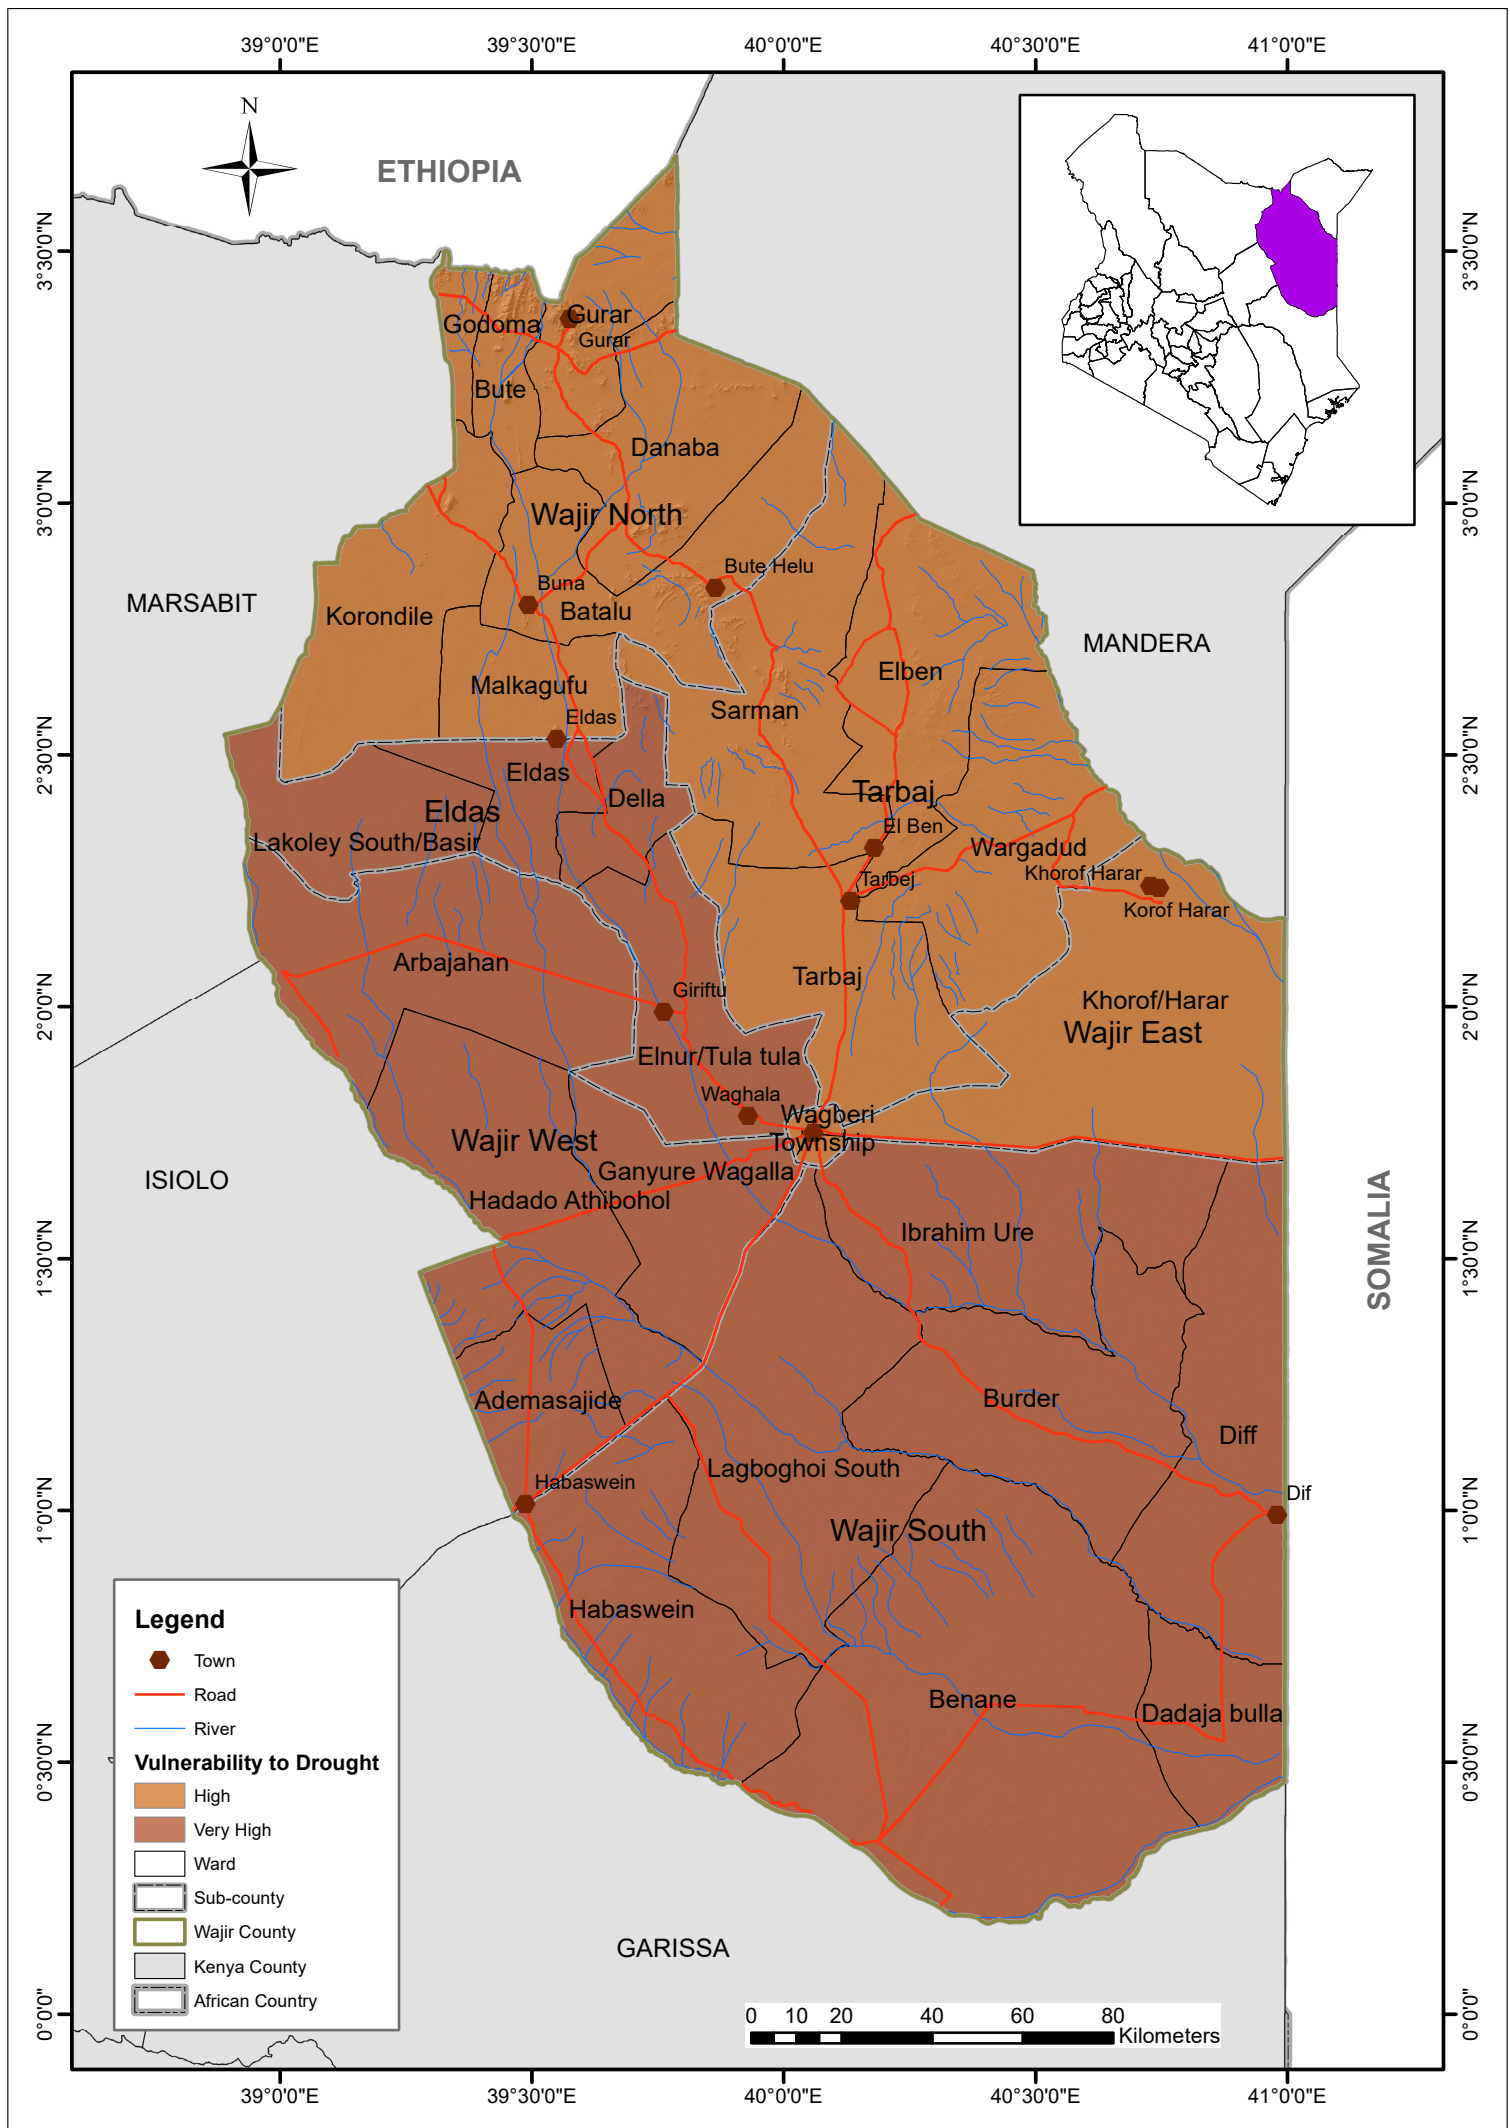 39°0'0"E
39°30'0"E
40°0'0"E
40°30'0"E
41°0'0"E
N
ETHIOPIA
3°30'0"N
3°30'0"N
Godoma
Gurar
Gurar
Bute
Danaba
3°0'0"N
3°0'0"N
Wajir North
Bute Helu
Buna
MARSABIT
Korondile
Batalu
MANDERA
Malkagufu
Elben
Sarman
Eldas
2°30'0"N
2°30'0"N
Eldas
Della
Tarbaj
Eldas
El Ben
Lakoley South/Basir
Wargadud
Khorof Harar
Tarbej
Korof Harar
Arbajahan
Tarbaj
Giriftu
Khorof/Harar
2°0'0"N
2°0'0"N
Wajir East
Elnur/Tula tula
Waghala
Wagberi
Wajir West
Township
ISIOLO
Ganyure Wagalla
Hadado Athibohol
SOMALIA
Ibrahim Ure
1°30'0"N
1°30'0"N
Ademasajide
Burder
Diff
Lagboghoi South
Habaswein
Dif
1°0'0"N
1°0'0"N
Wajir South
Habaswein
Benane
Dadaja bulla
0°30'0"N
0°30'0"N
Legend
Town
Road
River
Vulnerability to Drought
High
Very High
Ward
Sub-county
Wajir County
Kenya County
African Country
GARISSA
0°0'0"
0°0'0"
0 10 20 40 60 80
Kilometers
39°0'0"E
39°30'0"E
40°0'0"E
40°30'0"E
41°0'0"E